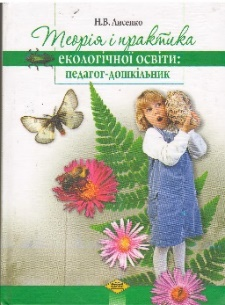 Н.В. Лисенко
Теорія і практика
екологічної освіти:
педагог-дошкільник